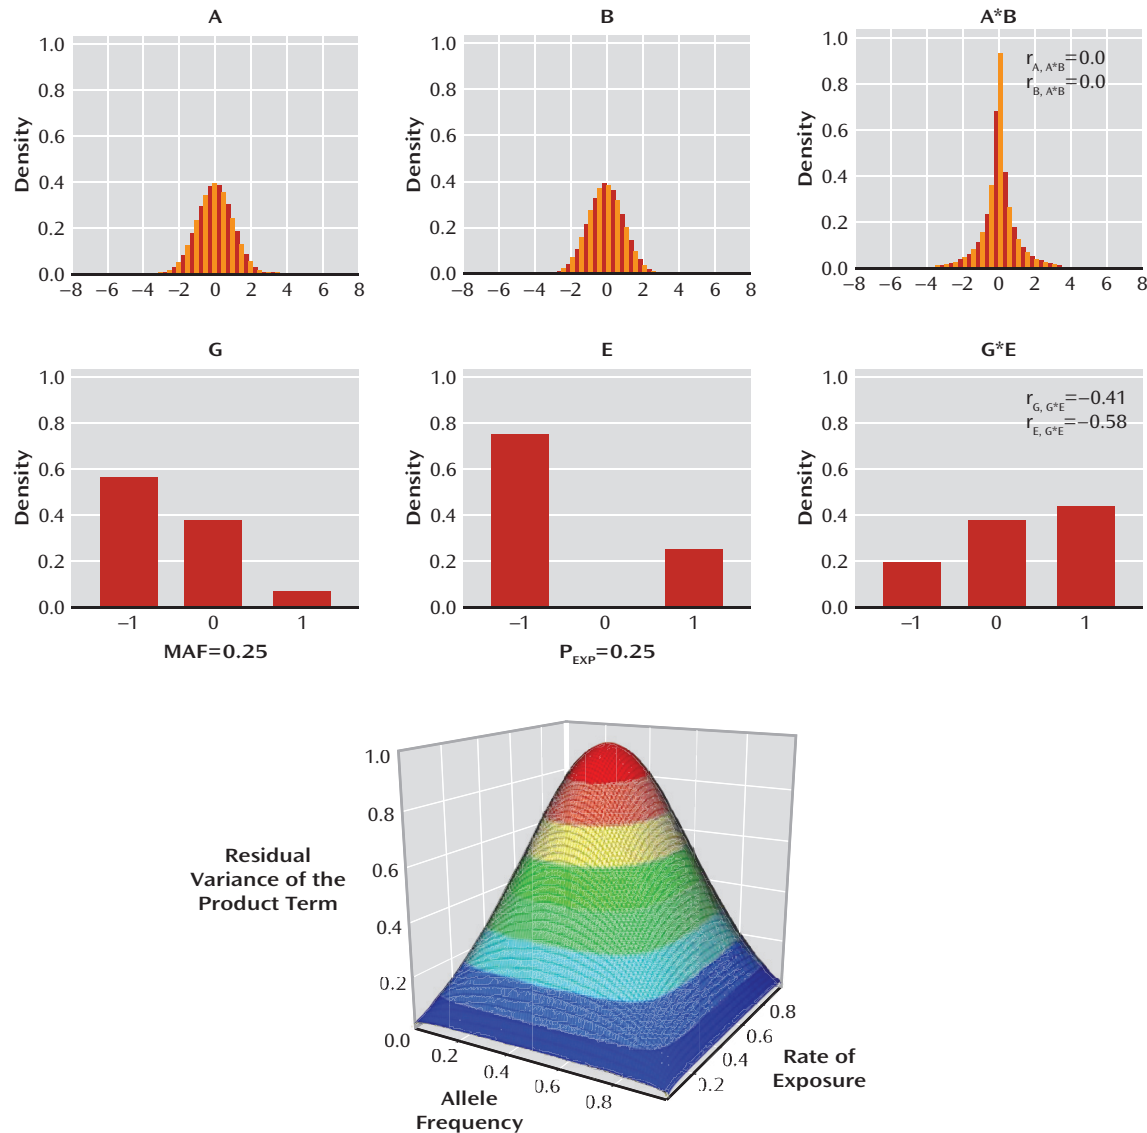 A
B
A*B
1.0
0.8
0.6
0.4
0.2
0.0
Density
−8 −6 −4 −2 0 2 4 6 8
1.0
0.8
0.6
0.4
0.2
0.0
Density
−8 −6 −4 −2 0 2 4 6 8
1.0
0.8
0.6
0.4
0.2
0.0
Density
r A, A*B =0.0
r B, A*B =0.0
−8 −6 −4 −2 0 2 4 6 8
G
E
G*E
1.0
0.8
0.6
0.4
0.2
0.0
Density
−1 0 1
MAF=0.25
1.0
0.8
0.6
0.4
0.2
0.0
Density
−1 0 1
P EXP =0.25
1.0
0.8
0.6
0.4
0.2
0.0
Density
r G, G*E =−0.41
r E, G*E =−0.58
−1 0 1
Residual
Variance of the
Product Term
1.0
0.8
0.6
0.4
0.2
0.0
0.2
0.4
0.6
0.8
Allele
Frequency
0.2
0.4
0.6
0.8
Rate of
Exposure